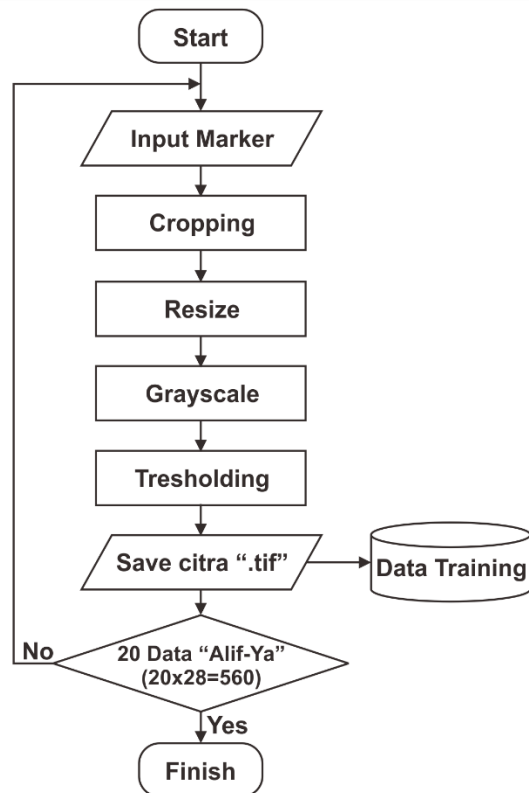 Start
Input Marker
Cropping
Resize
Grayscale
Tresholding
Save citra “.tif”
Data Training
No
20 Data “Alif-Ya”
(20x28=560)
Yes
Finish